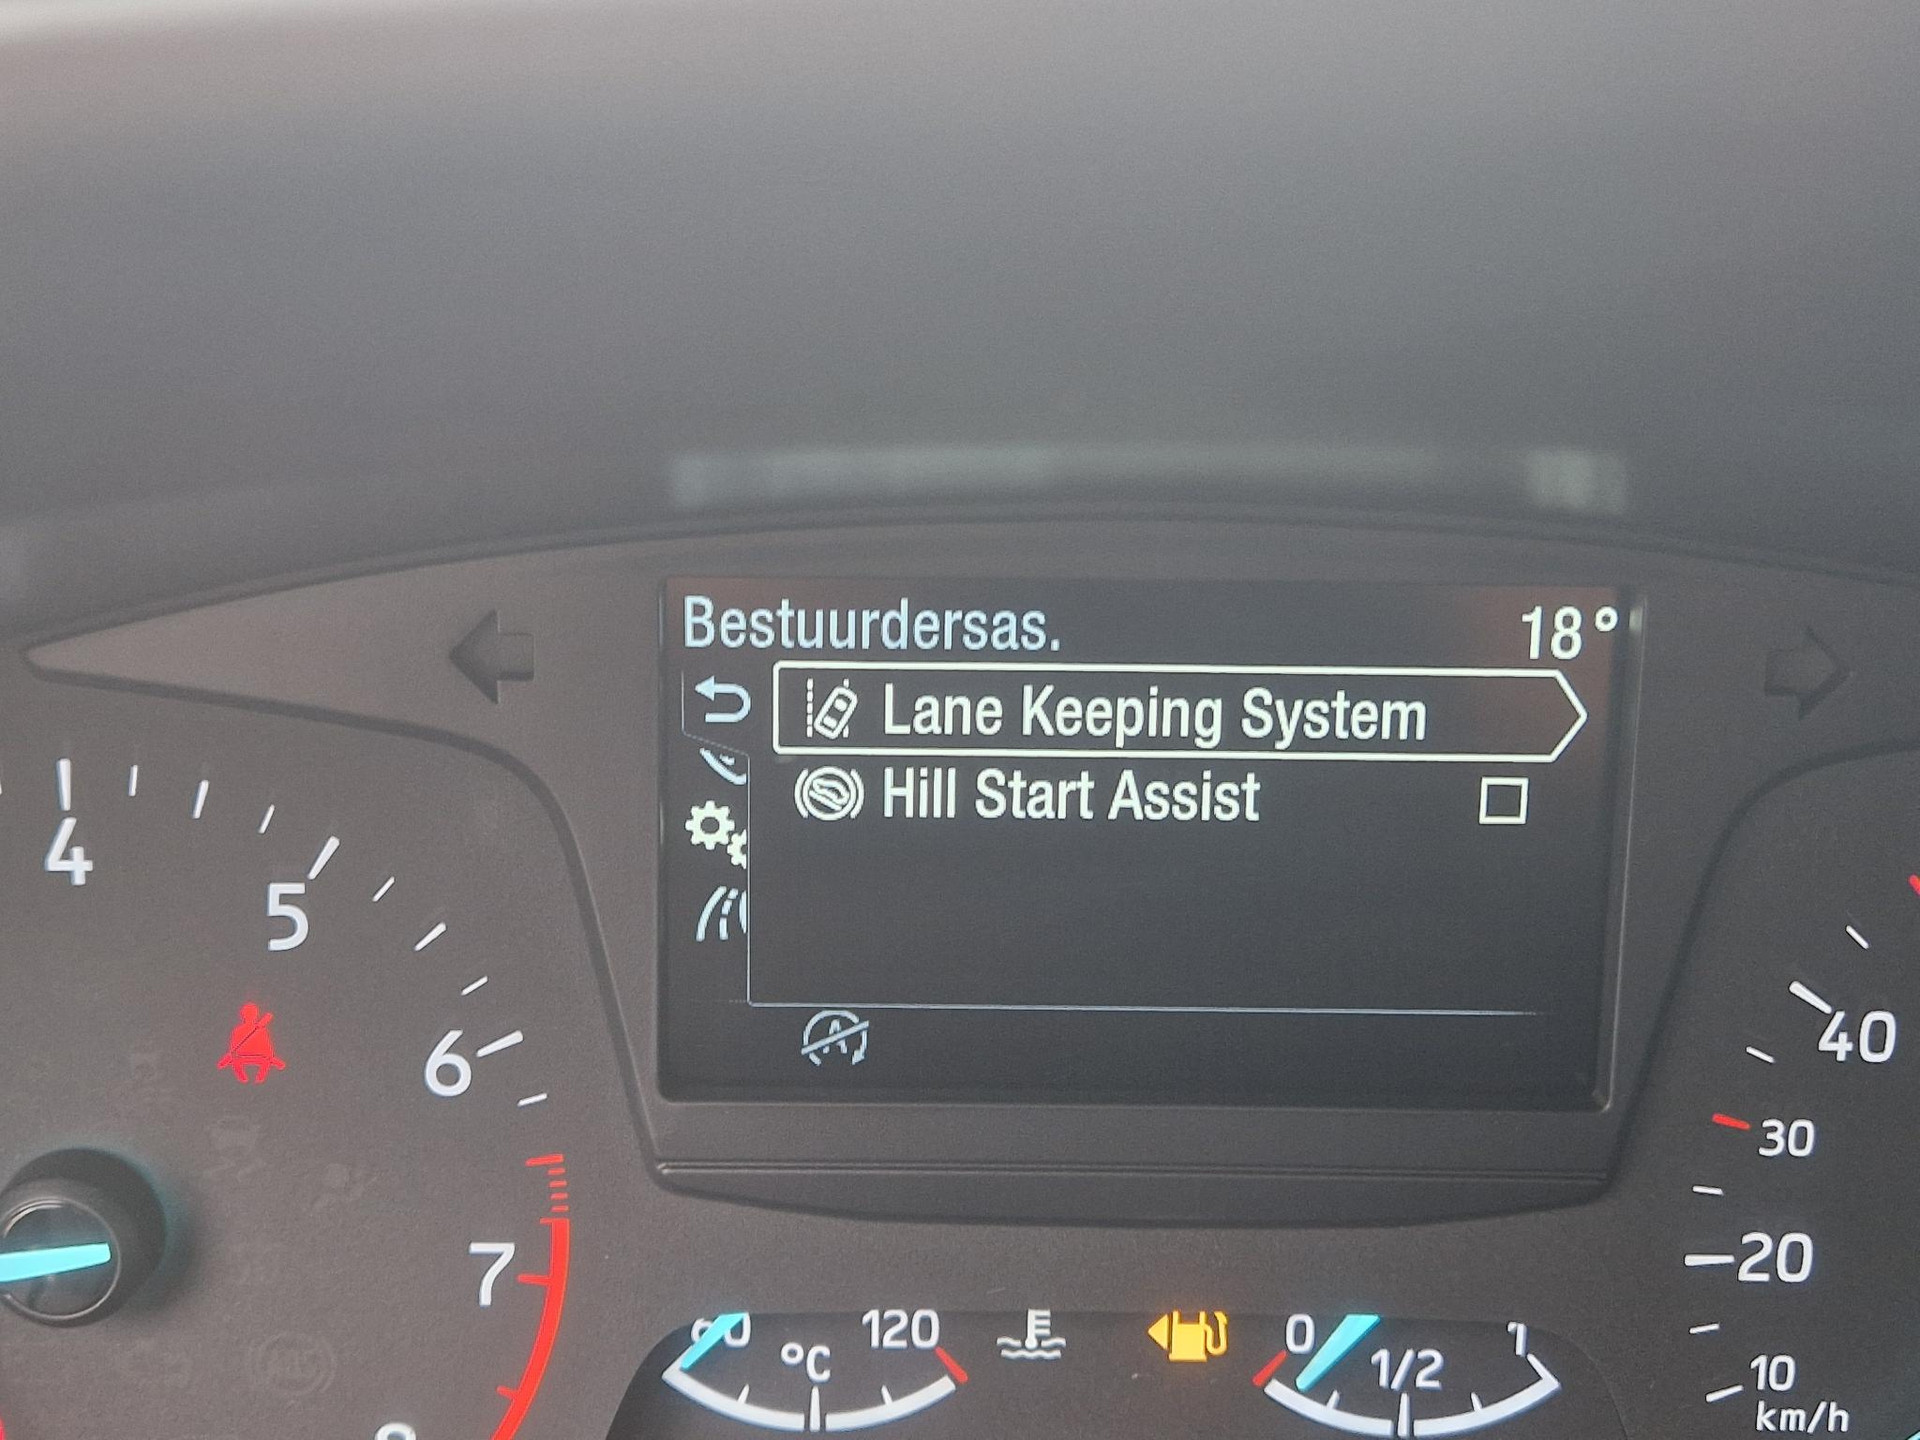 Bestuurdersas.
18°
Lane Keeping System
Hill Start Assist
A
4
5
6
7
120
°C
0
1/2
1
40
30
20
10
km/h